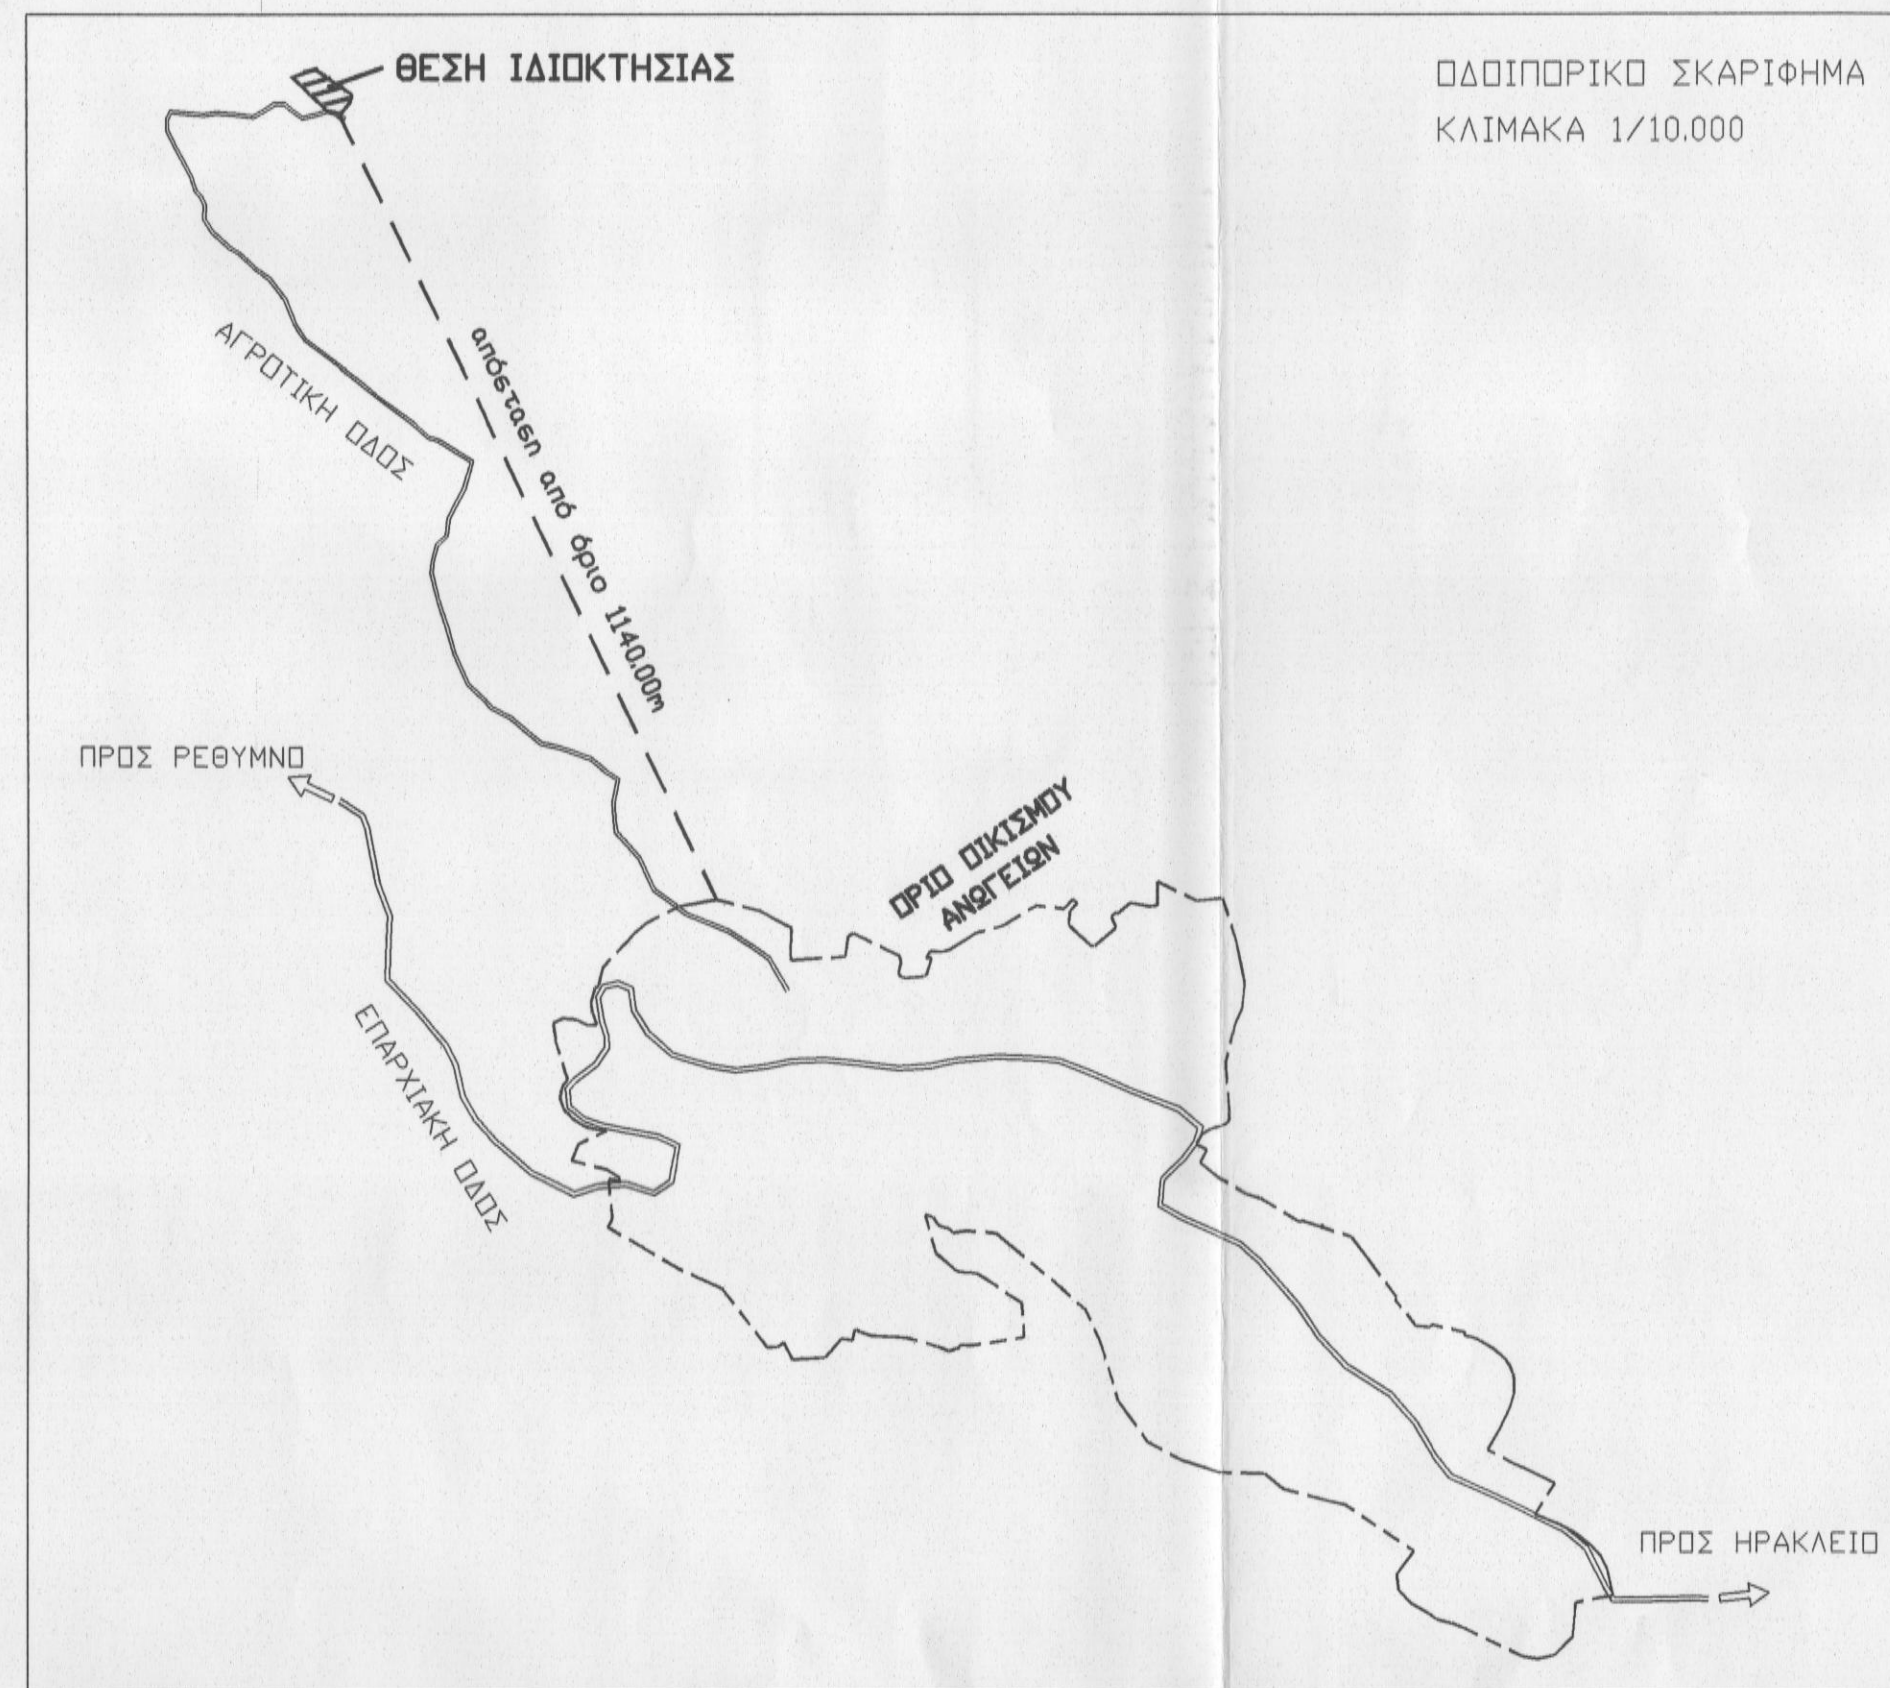 ΘΕΣΗ ΙΔΙΟΚΤΗΣΙΑΣ
ΟΔΟΙΠΟΡΙΚΟ ΣΚΑΡΙΦΗΜΑ
ΚΛΙΜΑΚΑ 1/10.000
ΑΓΡΟΤΙΚΗ ΟΔΟΣ
απόσταση από όριο 1140.00m
ΠΡΟΣ ΡΕΘΥΜΝΟ
ΟΡΙΟ ΟΙΚΙΣΜΟΥ
ΑΝΩΓΕΙΩΝ
ΕΠΑΡΧΙΑΚΗ ΟΔΟΣ
ΠΡΟΣ ΗΡΑΚΛΕΙΟ